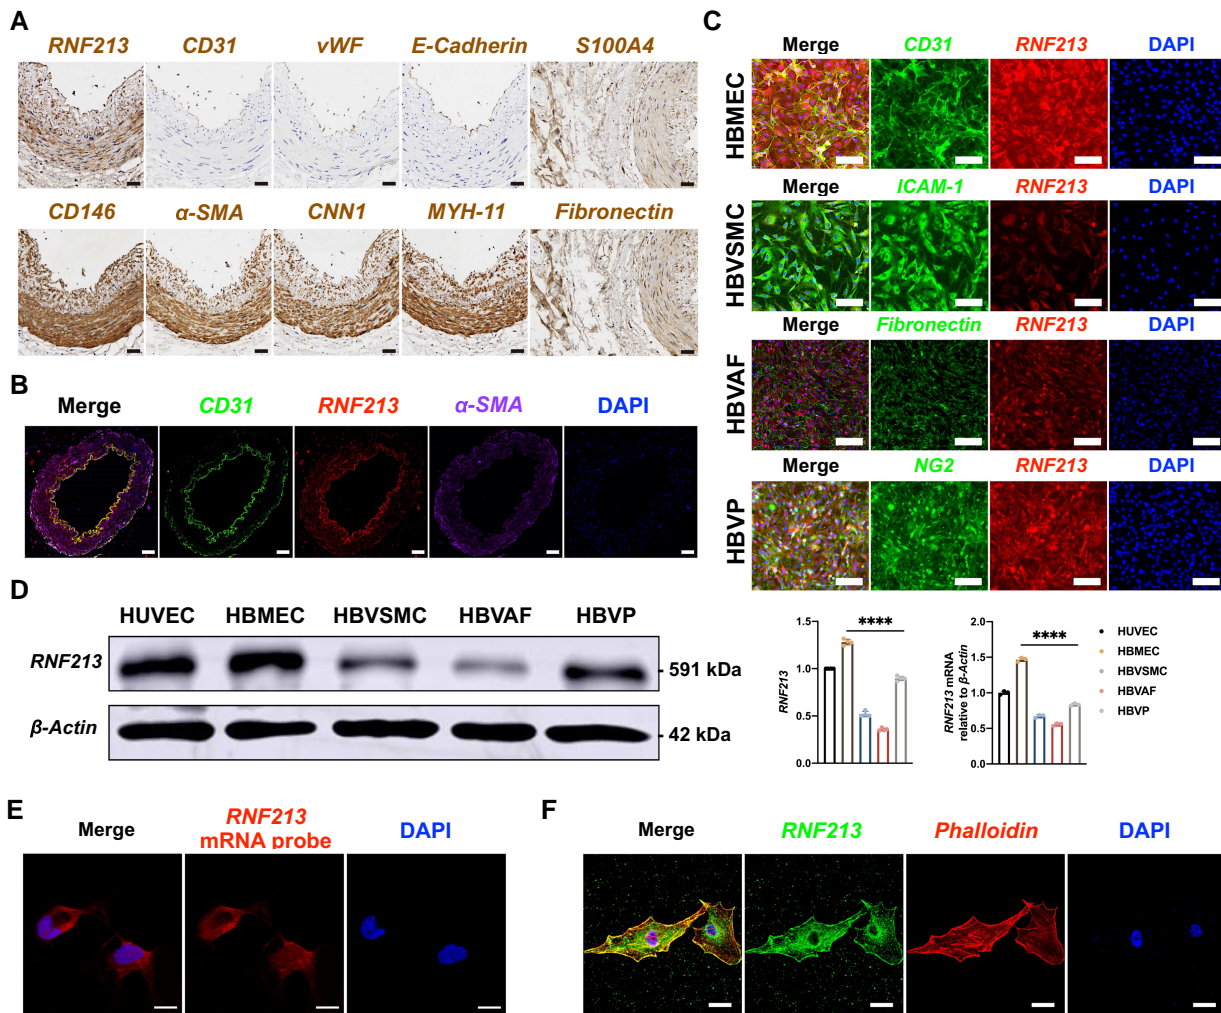 A
RNF213 CD31 vWF E-Cadherin S100A4
CD146 α-SMA CNN1 MYH-11 Fibronectin
B
Merge CD31 RNF213 α-SMA DAPI
C
Merge CD31 RNF213 DAPI
HBMEC
ICAM-1 RNF213 DAPI
HBVSMC
Merge Fibronectin RNF213 DAPI
HBVAF
Merge NG2 RNF213 DAPI
HBVP
D
HUVEC HBMEC HBVSMC HBVAF HBVP
RNF213
591 kDa
β-Actin
42 kDa
1.5
1.0
0.5
0.0
RNF213
****
2.0
1.5
1.0
0.5
0.0
RNF213 mRNA
relative to β-Actin
****
HUVEC
HBMEC
HBVSMC
HBVAF
HBVP
E
Merge RNF213 mRNA probe DAPI
F
Merge RNF213 Phalloidin DAPI